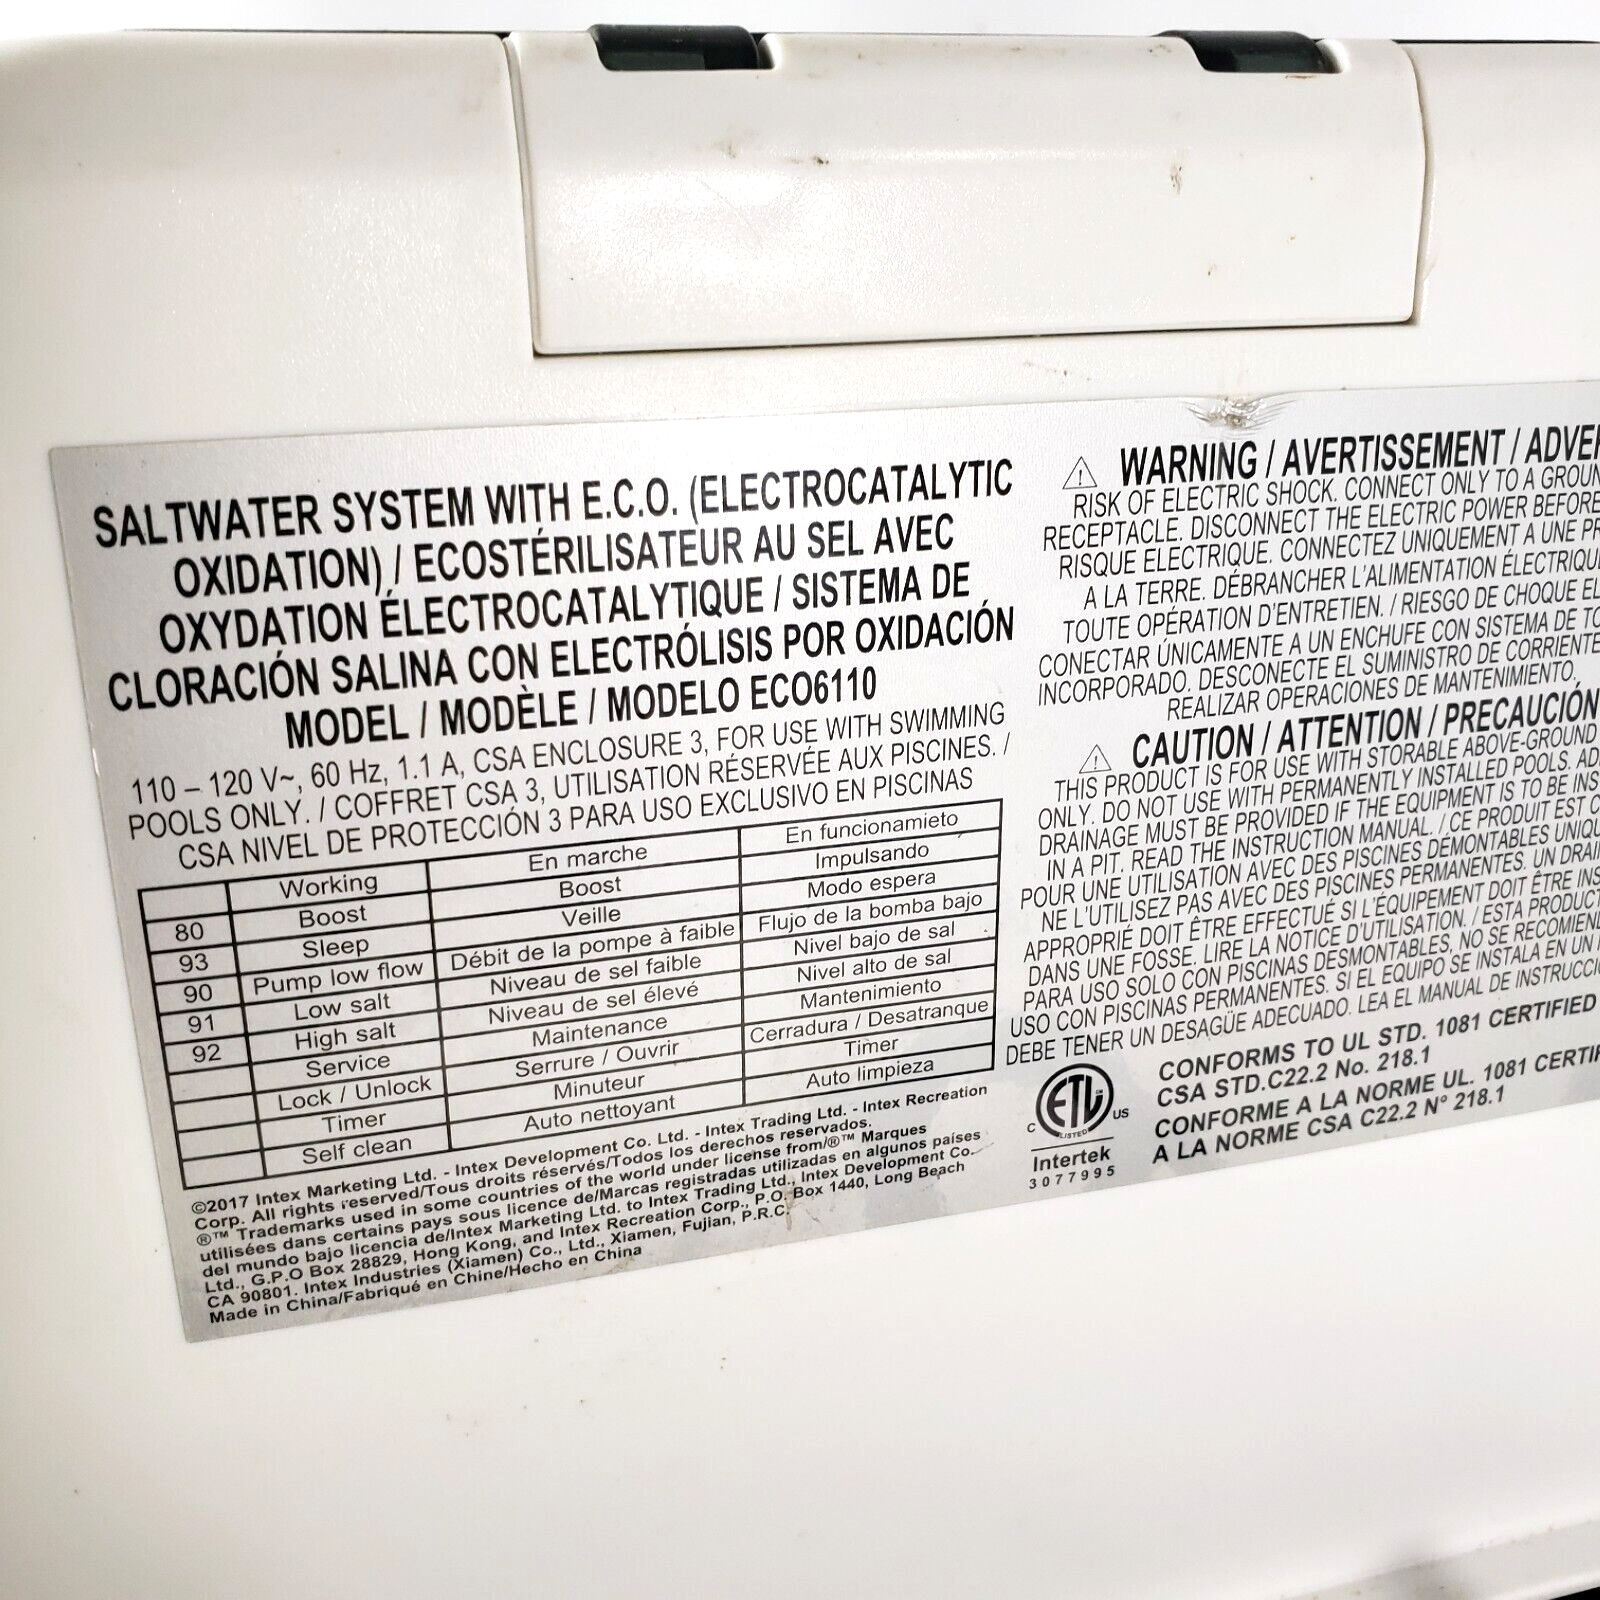 SALTWATER SYSTEM WITH E.C.O. (ELECTROCATALYTIC
OXIDATION) / ECOSTÉRILISATEUR AU SEL AVEC
OXYDATION ÉLECTROCATALYTIQUE / SISTEMA DE
CLORACIÓN SALINA CON ELECTRÓLISIS POR OXIDACIÓN
MODEL / MODÈLE / MODELO ECO6110
110 – 120 V~, 60 Hz, 1.1 A, CSA ENCLOSURE 3, FOR USE WITH SWIMMING
POOLS ONLY. / COFFRET CSA 3, UTILISATION RÉSERVÉE AUX PISCINES. /
CSA NIVEL DE PROTECCIÓN 3 PARA USO EXCLUSIVO EN PISCINAS
Working En marche En funcionamieto
80 Boost Boost Impulsando
93 Sleep Veille Modo espera
90 Pump low flow Débit de la pompe à faible Flujo de la bomba bajo
91 Low salt Niveau de sel faible Nivel bajo de sal
92 High salt Niveau de sel élevé Nivel alto de sal
Service Maintenance Mantenimiento
Lock / Unlock Serrure / Ouvrir Cerradura / Desatranque
Timer Minuteur Timer
Self clean Auto nettoyant Auto limpieza
©2017 Intex Marketing Ltd. - Intex Development Co. Ltd. - Intex Trading Ltd. - Intex Recreation
Corp. All rights reserved/Tous droits réservés/Todos los derechos reservados.
®™ Trademarks used in some countries of the world under license from/®™ Marques
utilisées dans certains pays sous licence de/Marcas registradas utilizadas en algunos países
del mundo bajo licencia de/Intex Marketing Ltd. to Intex Trading Ltd., Intex Development Co.
Ltd., G.P.O Box 28829, Hong Kong, and Intex Recreation Corp., P.O. Box 1440, Long Beach
CA 90801. Intex Industries (Xiamen) Co., Ltd., Xiamen, Fujian, P.R.C.
Made in China/Fabriqué en Chine/Hecho en China
WARNING / AVERTISSEMENT /
RISK OF ELECTRIC SHOCK. CONNECT ONLY TO A
RECEPTACLE. DISCONNECT THE ELECTRIC POWER BEFORE
RISQUE ELECTRIQUE. CONNECTEZ UNIQUEMENT A UNE
A LA TERRE. DÉBRANCHER L'ALIMENTATION
TOUTE OPÉRATION D'ENTRETIEN. / RIESGO DE CHOQUE
CONECTAR ÚNICAMENTE A UN ENCHUFE CON SISTEMA DE
INCORPORADO. DESCONECTE EL SUMINISTRO DE CORRIENTE
REALIZAR OPERACIONES DE MANTENIMIENTO.
CAUTION / ATTENTION / PRECAUCIÓN
THIS PRODUCT IS FOR USE WITH STORABLE ABOVE-GROUND
ONLY. DO NOT USE WITH PERMANENTLY INSTALLED POOLS.
DRAINAGE MUST BE PROVIDED IF THE EQUIPMENT IS TO BE
IN A PIT. READ THE INSTRUCTION MANUAL. / CE PRODUIT EST
POUR UNE UTILISATION AVEC DES PISCINES DÉMONTABLES
NE L'UTILISEZ PAS AVEC DES PISCINES PERMANENTES. UN
APPROPRIÉ DOIT ÊTRE EFFECTUÉ SI L'ÉQUIPEMENT DOIT ÊTRE
DANS UNE FOSSE. LIRE LA NOTICE D'UTILISATION. / ESTA
PARA USO SOLO CON PISCINAS DESMONTABLES, NO SE
USO CON PISCINAS PERMANENTES. SI EL EQUIPO SE INSTALA EN UN
DEBE TENER UN DESAGÜE ADECUADO. LEA EL MANUAL DE
CONFORMS TO UL STD. 1081 CERTIFIED
CSA STD.C22.2 No. 218.1
CONFORME A LA NORME UL. 1081
A LA NORME CSA C22.2 N° 218.1
C ETL US
LISTED
Intertek
3077995